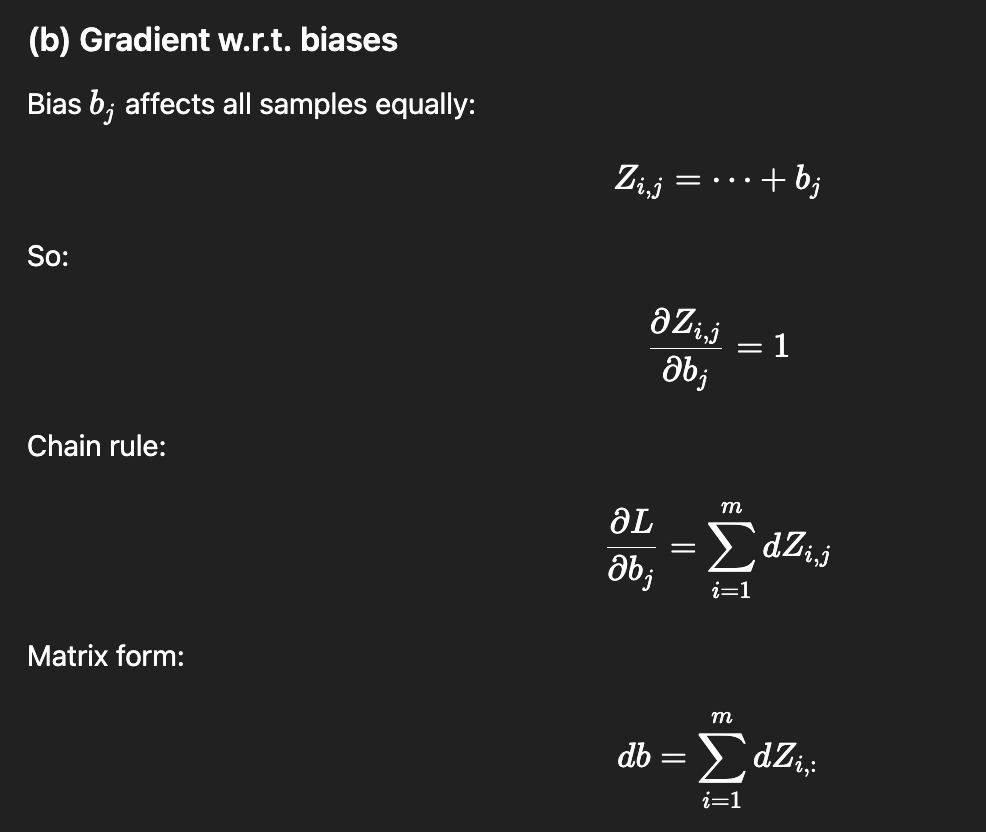 (b) Gradient w.r.t. biases
Bias $b_j$ affects all samples equally:
$Z_{i,j} = \cdots + b_j$
So:
$\frac{\partial Z_{i,j}}{\partial b_j} = 1$
Chain rule:
$\frac{\partial L}{\partial b_j} = \sum_{i=1}^{m} dZ_{i,j}$
Matrix form:
$db = \sum_{i=1}^{m} dZ_{i,:}$